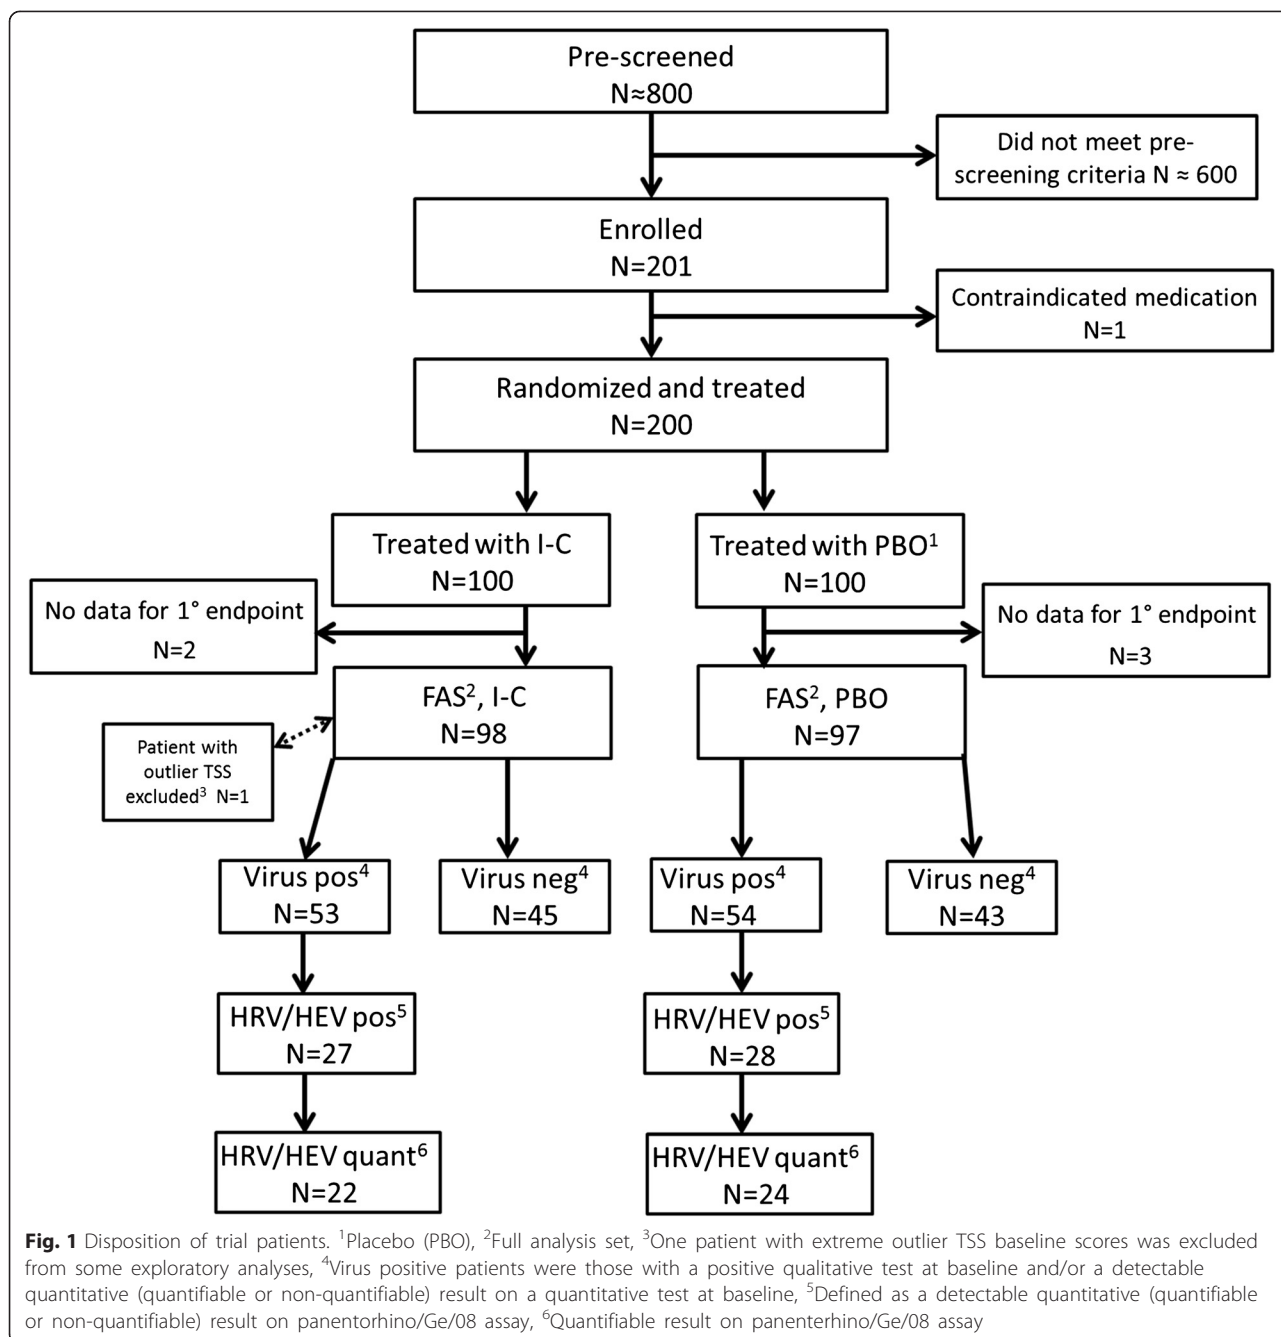 Pre-screened
N≈800
Did not meet pre-
screening criteria N ≈ 600
Enrolled
N=201
Contraindicated medication
N=1
Randomized and treated
N=200
Treated with I-C
N=100
Treated with PBO¹
N=100
No data for 1° endpoint
N=2
No data for 1° endpoint
N=3
FAS², I-C
N=98
FAS², PBO
N=97
Patient with
outlier TSS
excluded³ N=1
Virus pos⁴
N=53
Virus neg⁴
N=45
Virus pos⁴
N=54
Virus neg⁴
N=43
HRV/HEV pos⁵
N=27
HRV/HEV pos⁵
N=28
HRV/HEV quant⁶
N=22
HRV/HEV quant⁶
N=24
Fig. 1 Disposition of trial patients. ¹Placebo (PBO), ²Full analysis set, ³One patient with extreme outlier TSS baseline scores was excluded
from some exploratory analyses, ⁴Virus positive patients were those with a positive qualitative test at baseline and/or a detectable
quantitative (quantifiable or non-quantifiable) result on a quantitative test at baseline, ⁵Defined as a detectable quantitative (quantifiable
or non-quantifiable) result on panentorhino/Ge/08 assay, ⁶Quantifiable result on panenterhino/Ge/08 assay